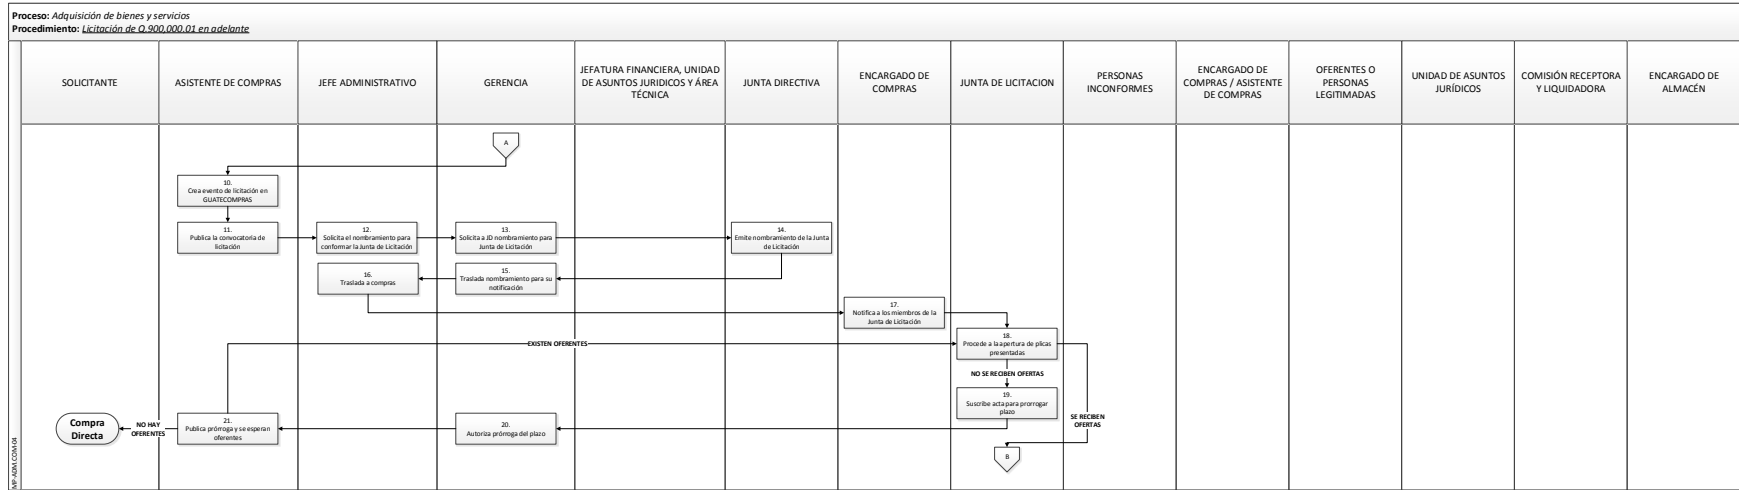 Proceso: Adquisición de bienes y servicios
Procedimiento: Licitación de Q.900,000.01 en adelante
SOLICITANTE
ASISTENTE DE COMPRAS
JEFE ADMINISTRATIVO
GERENCIA
JEFATURA FINANCIERA, UNIDAD
DE ASUNTOS JURIDICOS Y ÁREA
TÉCNICA
JUNTA DIRECTIVA
ENCARGADO DE
COMPRAS
JUNTA DE LICITACION
PERSONAS
INCONFORMES
ENCARGADO DE
COMPRAS / ASISTENTE
DE COMPRAS
OFERENTES O
PERSONAS
LEGITIMADAS
UNIDAD DE ASUNTOS
JURÍDICOS
COMISIÓN RECEPTORA
Y LIQUIDADORA
ENCARGADO DE
ALMACÉN
A
10.
Crea evento de licitación en
GUATECOMPRAS
11.
Publica la convocatoria de
licitación
12.
Solicita el nombramiento para
conformar la Junta de Licitación
13.
Solicita a JD nombramiento para
Junta de Licitación
14.
Emite nombramiento de la Junta
de Licitación
16.
Traslada a compras
15.
Traslada nombramiento para su
notificación
17.
Notifica a los miembros de la
Junta de Licitación
EXISTEN OFERENTES
18.
Procede a la apertura de plicas
presentadas
NO SE RECIBEN OFERTAS
19.
Suscribe acta para prorrogar
plazo
SE RECIBEN
OFERTAS
Compra
Directa
NO HAY
OFERENTES
21.
Publica prórroga y se esperan
oferentes
20.
Autoriza prórroga del plazo
B
MP-ADM.COM-04